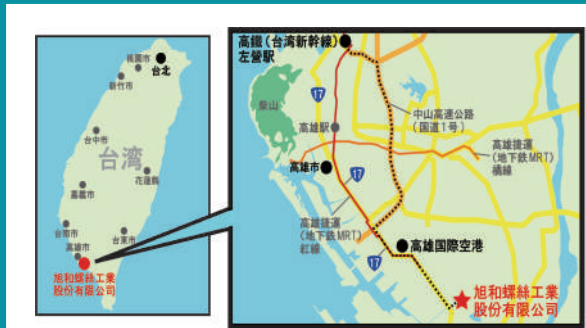 台北
桃園市
新竹市
台中市
台湾
花蓮縣
嘉義市
台南市
台東市
高雄市
旭和螺絲工業
股份有限公司
高鐵(台湾新幹線)
左營駅
17
柴山
中山高速公路
(国道1号)
高雄駅
高雄捷運
(地下鉄MRT)
橘線
高雄市
17
高雄捷運
(地下鉄MRT)
紅線
高雄国際空港
17
旭和螺絲工業
股份有限公司